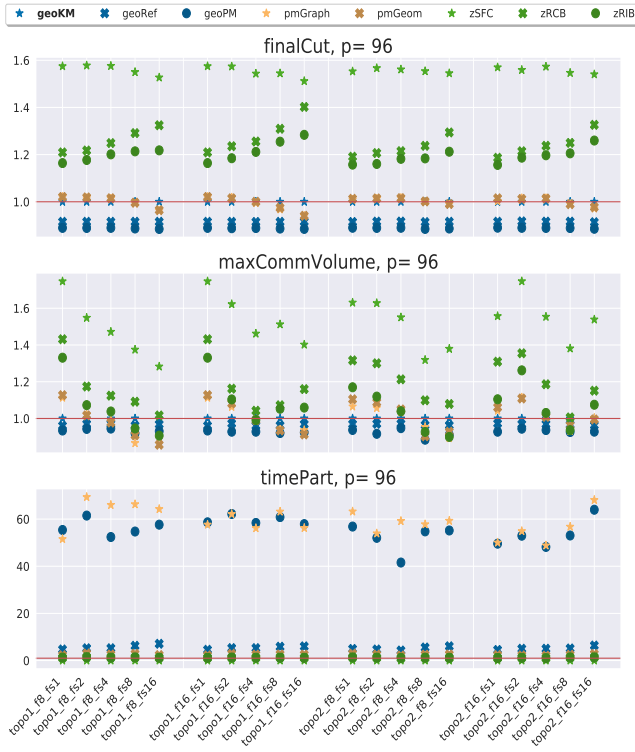 geoKM geoRef geoPM pmGraph pmGeom zSFC zRCB zRIB
finalCut, p= 96
1.6
1.4
1.2
1.0
maxCommVolume, p= 96
1.6
1.4
1.2
1.0
timePart, p= 96
60
40
20
0
topo1_f8_fs1 topo1_f8_fs2 topo1_f8_fs4 topo1_f8_fs8 topo1_f8_fs16 topo1_f16_fs1 topo1_f16_fs2 topo1_f16_fs4 topo1_f16_fs8 topo1_f16_fs16 topo2_f8_fs1 topo2_f8_fs2 topo2_f8_fs4 topo2_f8_fs8 topo2_f8_fs16 topo2_f16_fs1 topo2_f16_fs2 topo2_f16_fs4 topo2_f16_fs8 topo2_f16_fs16